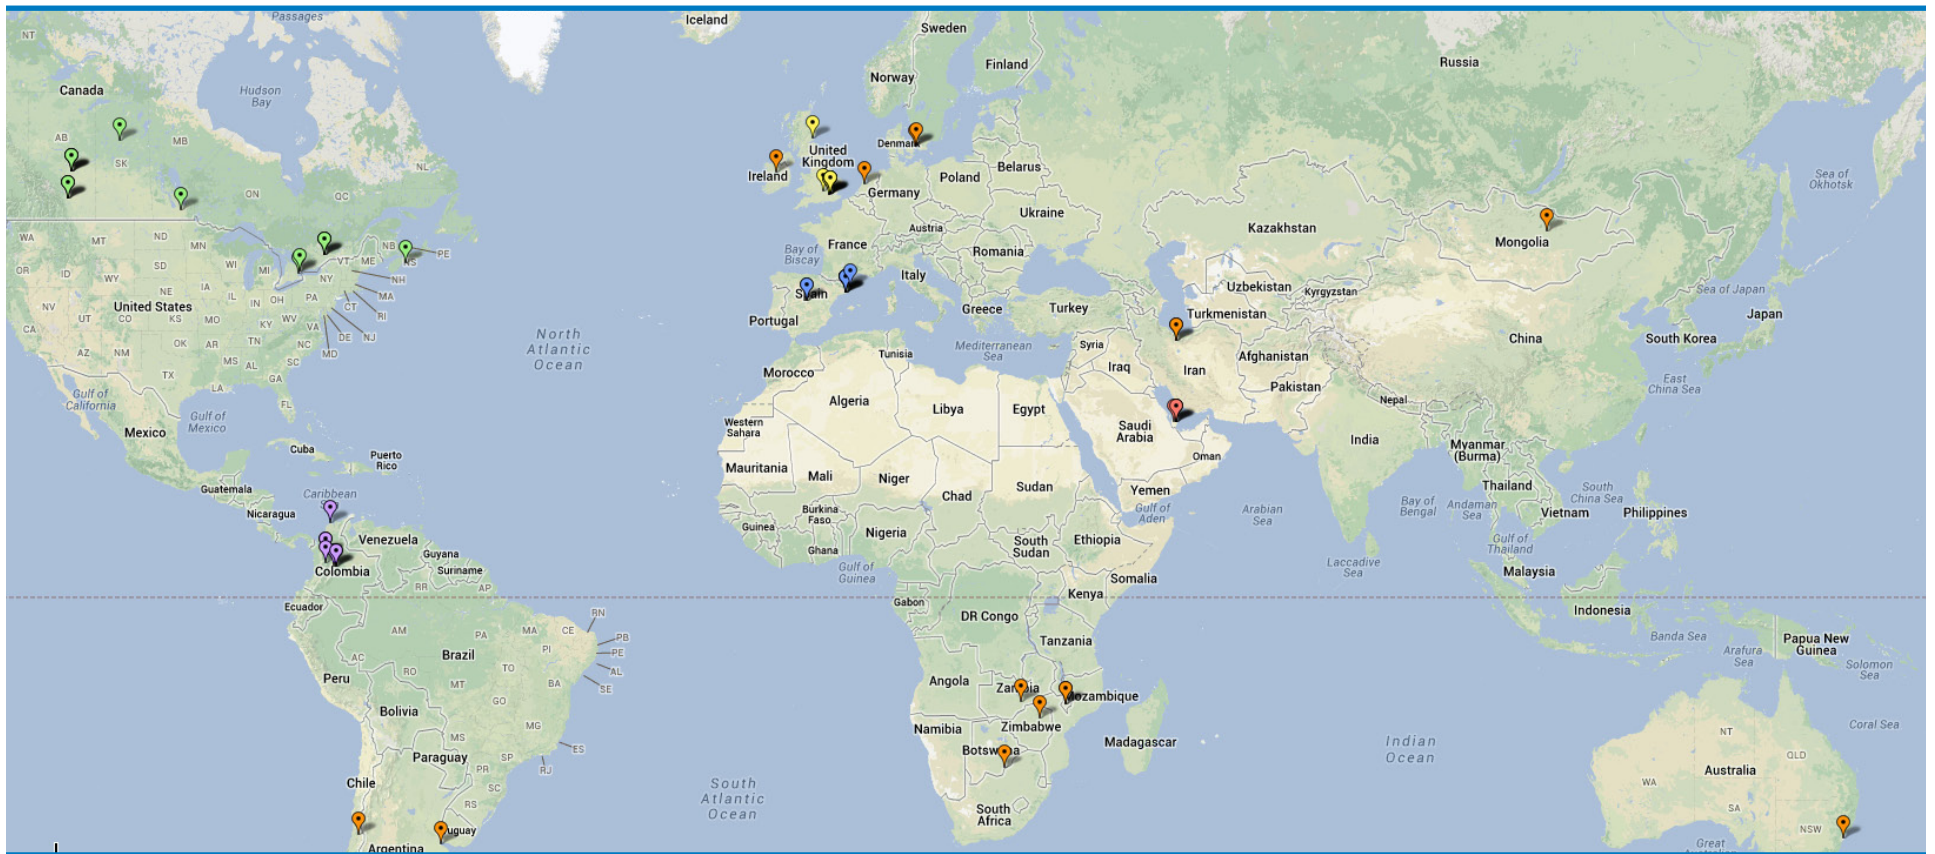 Passages
Iceland
Sweden
NT
Finland
Russia
Norway
Canada
Hudson
Bay
AB
MB
SK
NL
Denmark
United
Kingdom
Ireland
Belarus
Poland
Germany
Sea of
Okhotsk
ON
QC
Ukraine
Kazakhstan
Mongolia
WA
MT
ND
MN
NB
PE
NS
VT
ME
Austria
France
Bay of
Biscay
Romania
OR
ID
SD
WI
MI
NY
NH
WY
IA
NE
PA
MA
Italy
Uzbekistan
Kyrgyzstan
Sea of Japan
United States
IL
IN
OH
CT
RI
NV
UT
CO
KS
MO
KY
WV
VA
Spain
Portugal
Greece
Turkey
Turkmenistan
Japan
CA
DE
NJ
OK
AR
TN
NC
MD
AZ
NM
MS
AL
SC
GA
TX
LA
FL
North
Atlantic
Ocean
Tunisia
Mediterranean
Sea
Syria
Afghanistan
China
South Korea
Morocco
Iraq
Iran
Pakistan
East
China Sea
Gulf of
California
Gulf of
Mexico
Algeria
Libya
Egypt
Nepal
Western
Sahara
Saudi
Arabia
India
Mexico
Cuba
Puerto
Rico
Myanmar
(Burma)
Oman
Mauritania
Mali
Niger
Chad
Sudan
Yemen
Thailand
Guatemala
Caribbean
Nicaragua
Gulf of
Aden
Arabian
Sea
Bay of
Bengal
Andaman
Sea
South
China Sea
Vietnam
Philippines
Burkina
Faso
Guinea
Nigeria
Ghana
South
Sudan
Ethiopia
Venezuela
Guyana
Suriname
Colombia
Gulf of
Guinea
Somalia
Laccadive
Sea
Gulf of
Thailand
Malaysia
RR
AP
Ecuador
Gabon
Kenya
DR Congo
Indonesia
RN
AM
PA
MA
CE
PB
PI
PE
Tanzania
Banda Sea
Papua New
Guinea
Arafura
Sea
Solomon
Sea
Brazil
AC
RO
TO
AL
Peru
MT
BA
SE
Angola
Zambia
Mozambique
GO
Bolivia
MG
Namibia
Zimbabwe
Coral Sea
MS
ES
Botswana
Madagascar
Indian
Ocean
NT
QLD
Paraguay
SP
PR
RJ
Australia
WA
Chile
SC
South
Atlantic
Ocean
RS
South
Africa
SA
NSW
Uruguay
Argentina
Great